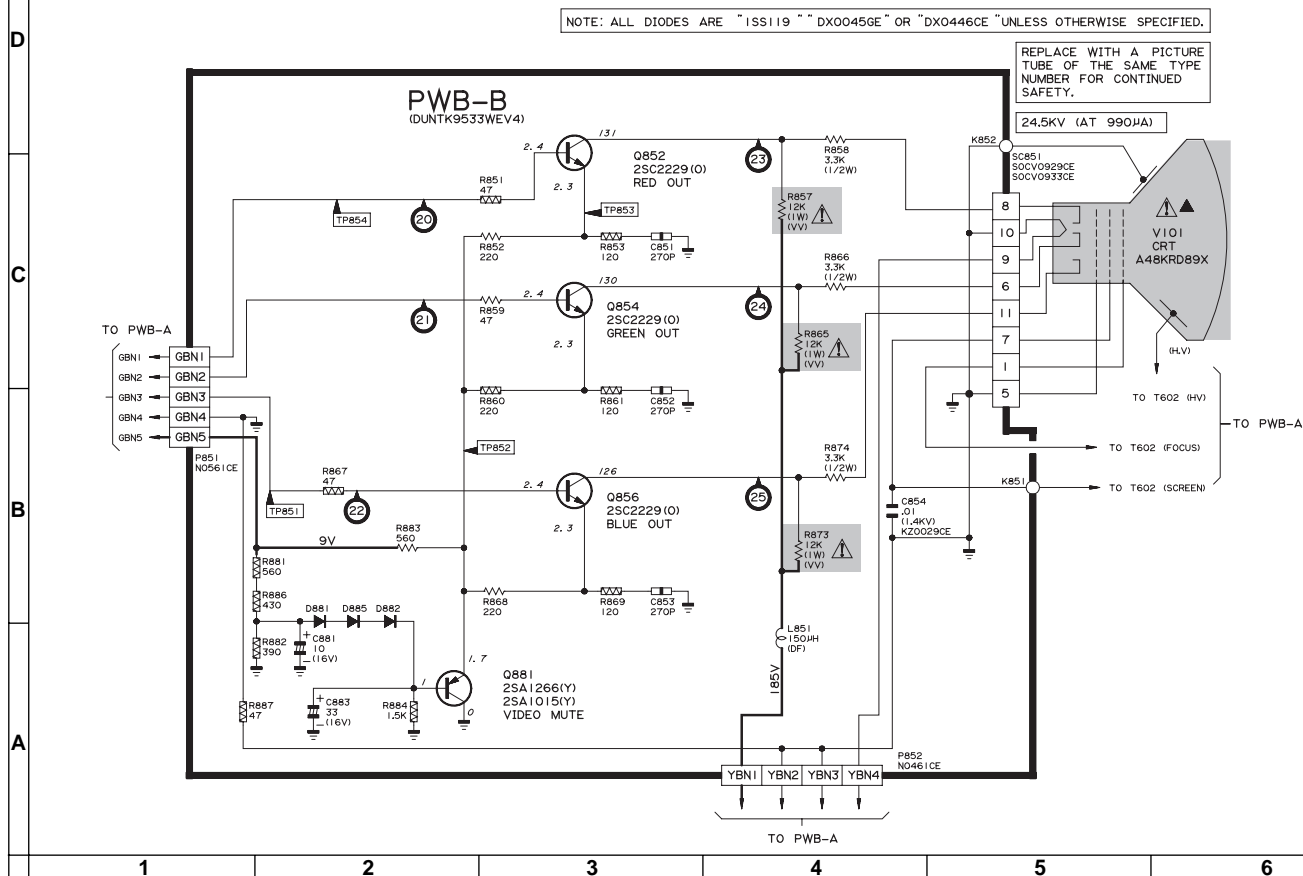 D
NOTE: ALL DIODES ARE "1SS119" "DX0045GE" OR "DX0446CE" UNLESS OTHERWISE SPECIFIED.
REPLACE WITH A PICTURE
TUBE OF THE SAME TYPE
NUMBER FOR CONTINUED
SAFETY.
PWB-B
(DUNTK9533WEV4)
24.5KV (AT 990µA)
K852
SC851
SOCV0929CE
SOCV0933CE
131
2.4
Q852
2SC2229(O)
RED OUT
2.3
23
R858
3.3K
(1/2W)
R851
47
TP854
20
TP853
R857
12K
(1W)
(VV)
8
10
9
6
11
7
1
5
V101
CRT
A48KRD89X
R852
220
R853
120
C851
270P
R866
3.3K
(1/2W)
C
130
2.4
Q854
2SC2229(O)
GREEN OUT
2.3
24
R859
47
21
R865
12K
(1W)
(VV)
TO PWB-A
GBN1
GBN2
GBN3
GBN4
GBN5
GBN1
GBN2
GBN3
GBN4
GBN5
P851
N0561CE
(H.V)
TO T602 (HV)
TO PWB-A
TO T602 (FOCUS)
TO T602 (SCREEN)
K851
R860
220
R861
120
C852
270P
TP852
R874
3.3K
(1/2W)
R867
47
TP851
22
126
2.4
Q856
2SC2229(O)
BLUE OUT
2.3
25
B
C854
.01
(1.4KV)
KZ0029CE
R883
560
9V
R873
12K
(1W)
(VV)
R881
560
R886
430
R882
390
D881
D885
D882
R868
220
R869
120
C853
270P
+
C881
10
-(16V)
L851
150µH
(DF)
185V
1.7
Q881
2SA1266(Y)
2SA1015(Y)
VIDEO MUTE
1
0
R887
47
+
C883
33
-(16V)
R884
1.5K
A
P852
N0461CE
YBN1
YBN2
YBN3
YBN4
TO PWB-A
1
2
3
4
5
6